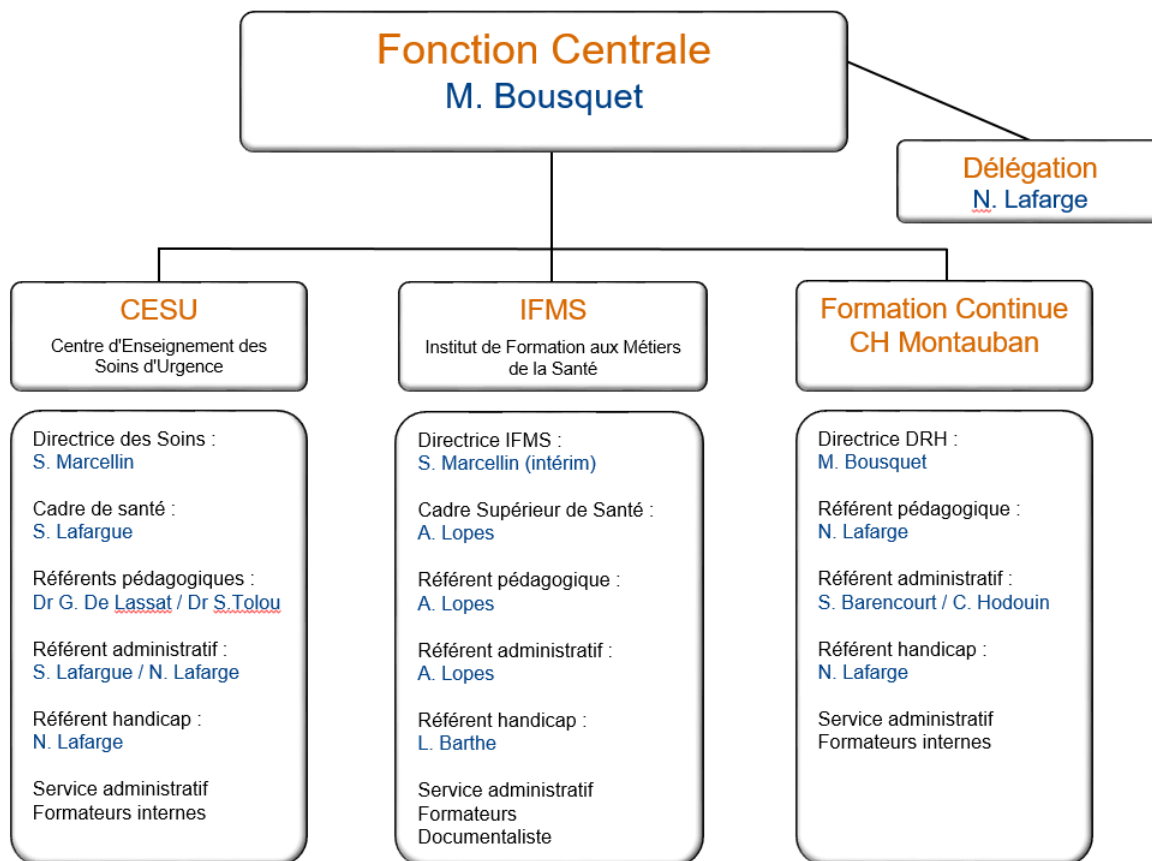 Fonction Centrale
M. Bousquet
Délégation
N. Lafarge
CESU
Centre d'Enseignement des
Soins d'Urgence
IFMS
Institut de Formation aux Métiers
de la Santé
Formation Continue
CH Montauban
Directrice des Soins :
S. Marcellin
Cadre de santé :
S. Lafargue
Référents pédagogiques :
Dr G. De Lassat / Dr S.Tolou
Référent administratif :
S. Lafargue / N. Lafarge
Référent handicap :
N. Lafarge
Service administratif
Formateurs internes
Directrice IFMS :
S. Marcellin (intérim)
Cadre Supérieur de Santé :
A. Lopes
Référent pédagogique :
A. Lopes
Référent administratif :
A. Lopes
Référent handicap :
L. Barthe
Service administratif
Formateurs
Documentaliste
Directrice DRH :
M. Bousquet
Référent pédagogique :
N. Lafarge
Référent administratif :
S. Barencourt / C. Hodouin
Référent handicap :
N. Lafarge
Service administratif
Formateurs internes